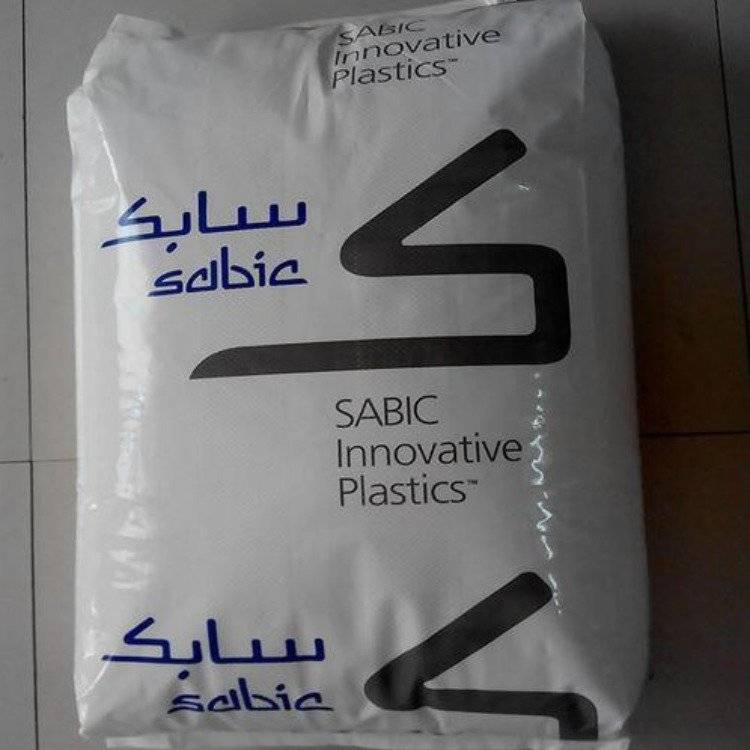 SABIC
Innovative
Plastics™
سابك
sabic
SABIC
Innovative
Plastics™
سابك
sabic